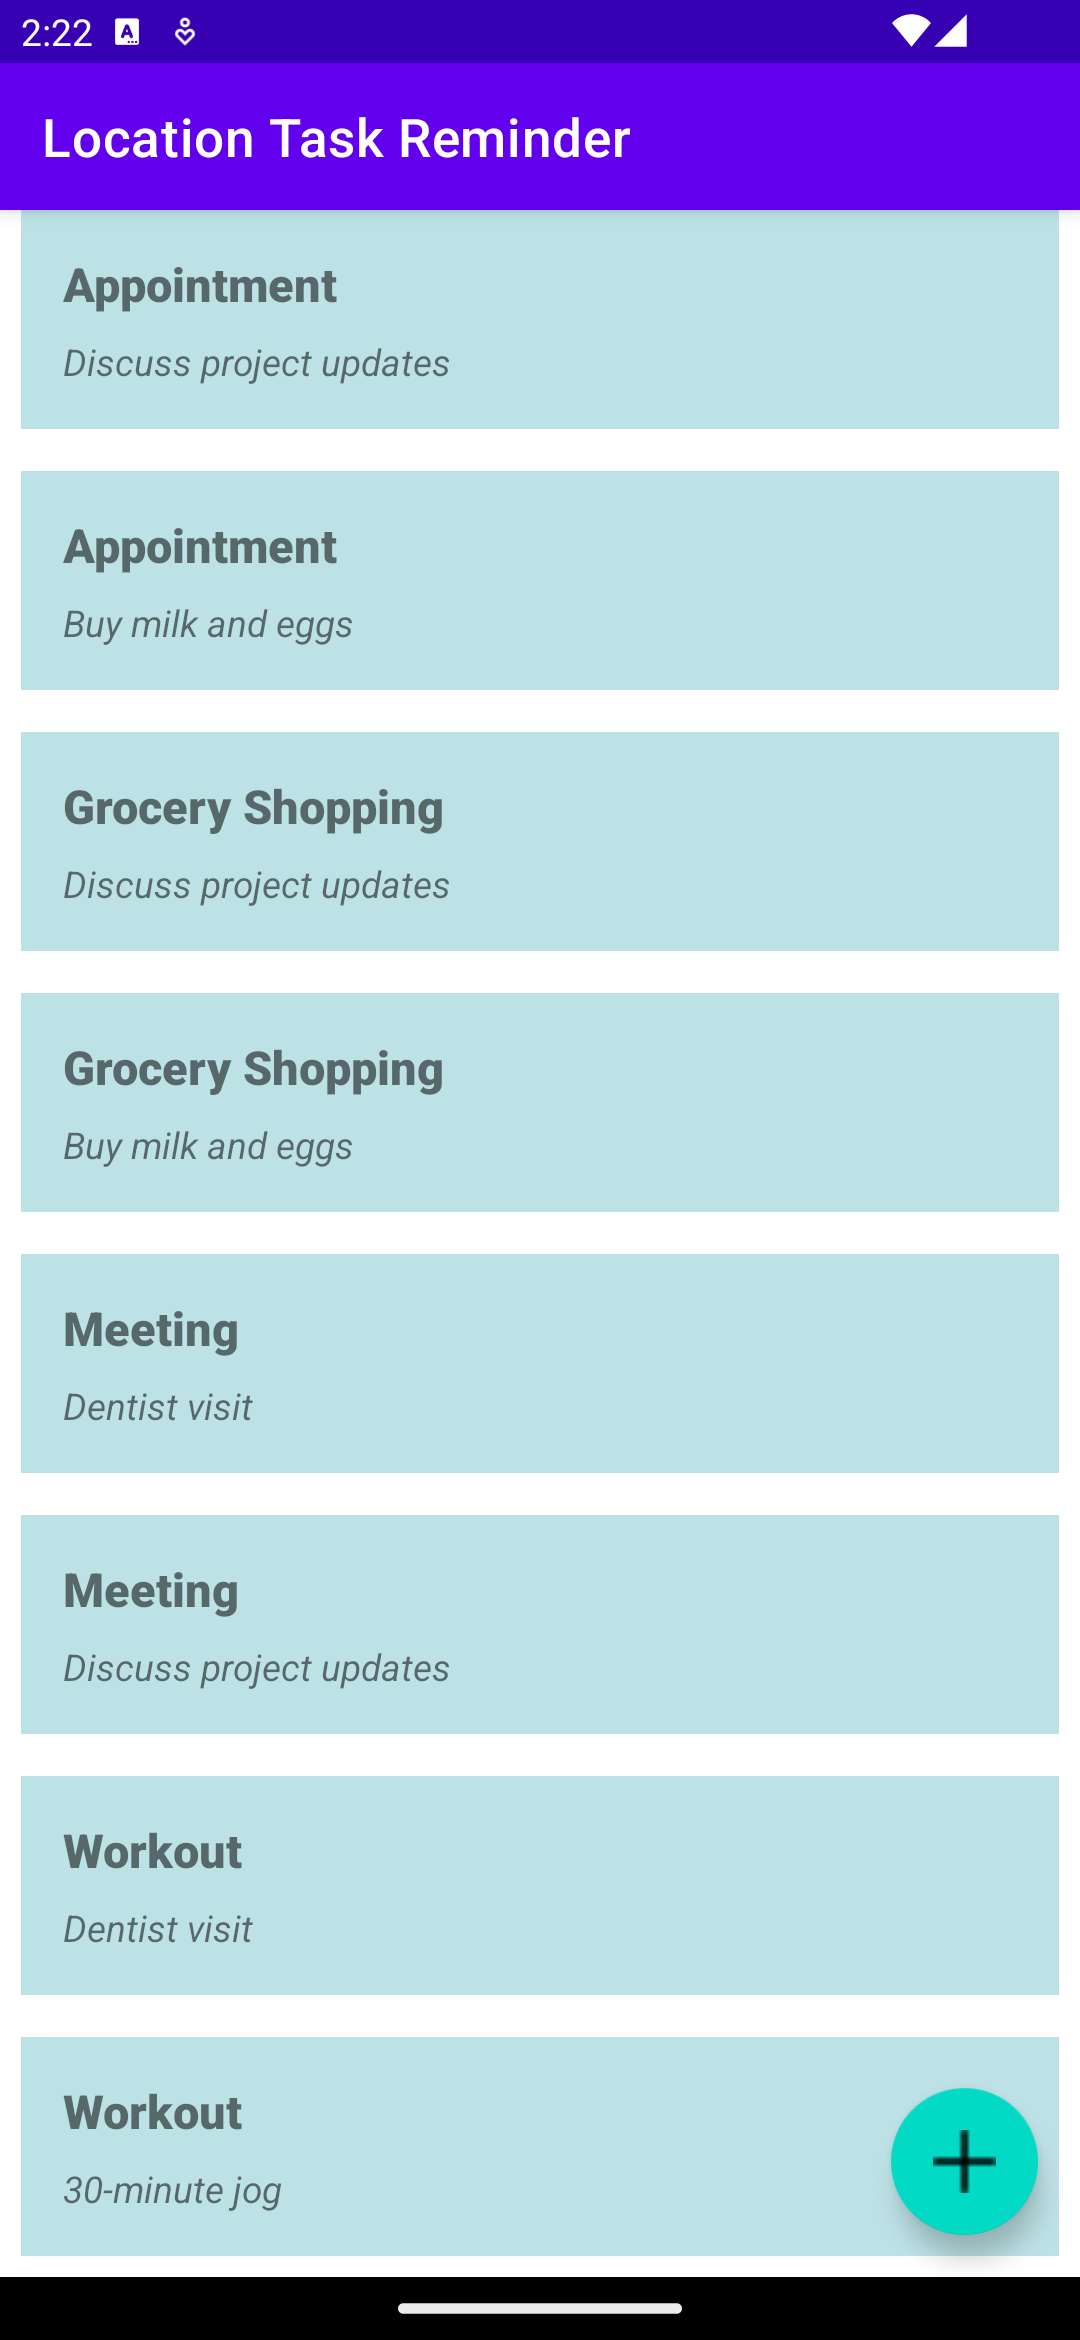 2:22
Location Task Reminder
Appointment
Discuss project updates
Appointment
Buy milk and eggs
Grocery Shopping
Discuss project updates
Grocery Shopping
Buy milk and eggs
Meeting
Dentist visit
Meeting
Discuss project updates
Workout
Dentist visit
Workout
30-minute jog